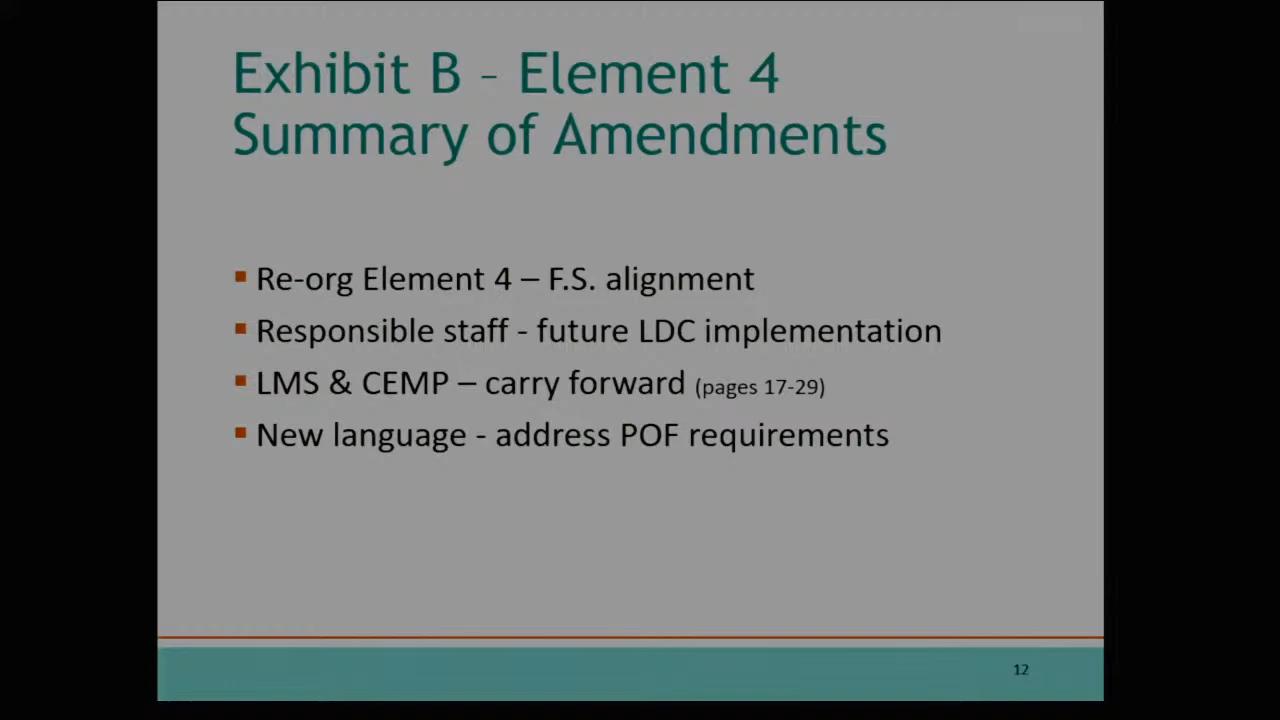 Exhibit B – Element 4
Summary of Amendments
Re-org Element 4 – F.S. alignment
Responsible staff - future LDC implementation
LMS & CEMP – carry forward (pages 17-29)
New language - address POF requirements
12